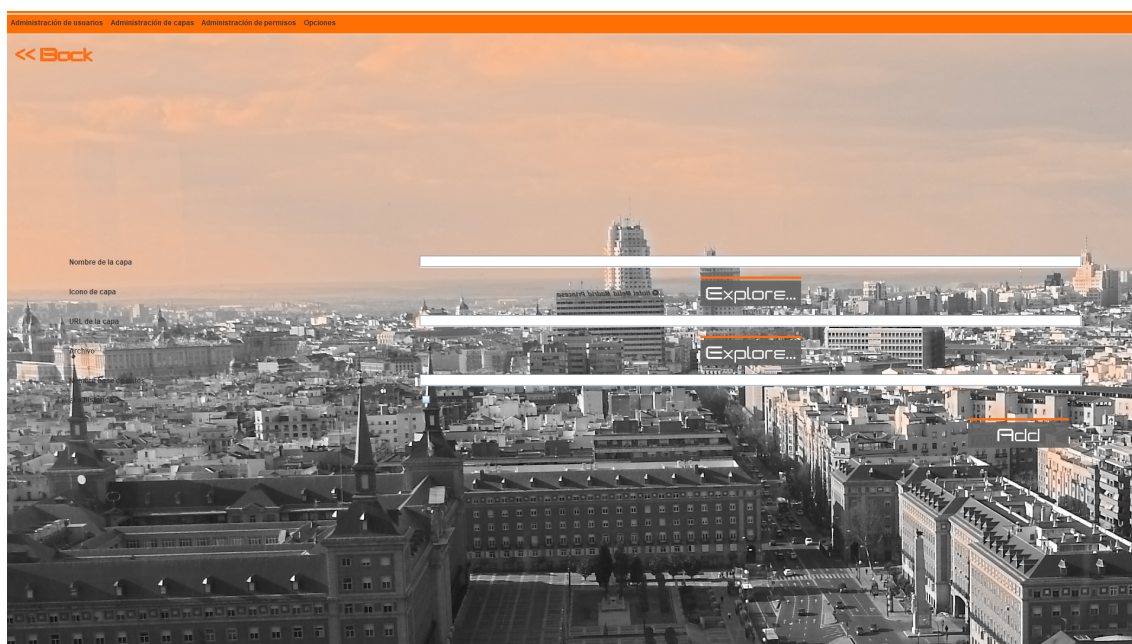 Administración de usuarios Administración de capas Administración de permisos Opciones
<< Back
Nombre de la capa
Icono de capa
Explore...
URL de la capa
Archivo
Explore...
Add